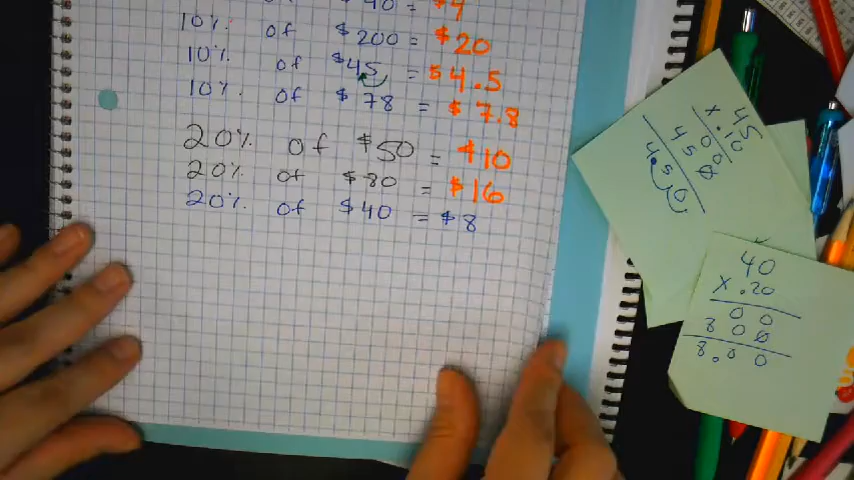 $40 = $4
10% of $200 = $20
10% of $45 = $4.5
10% of $78 = $7.8
20% of $50 = $10
20% of $80 = $16
20% of $40 = $8
45
x .10
00
450
4.50
40
x .20
00
800
8.00